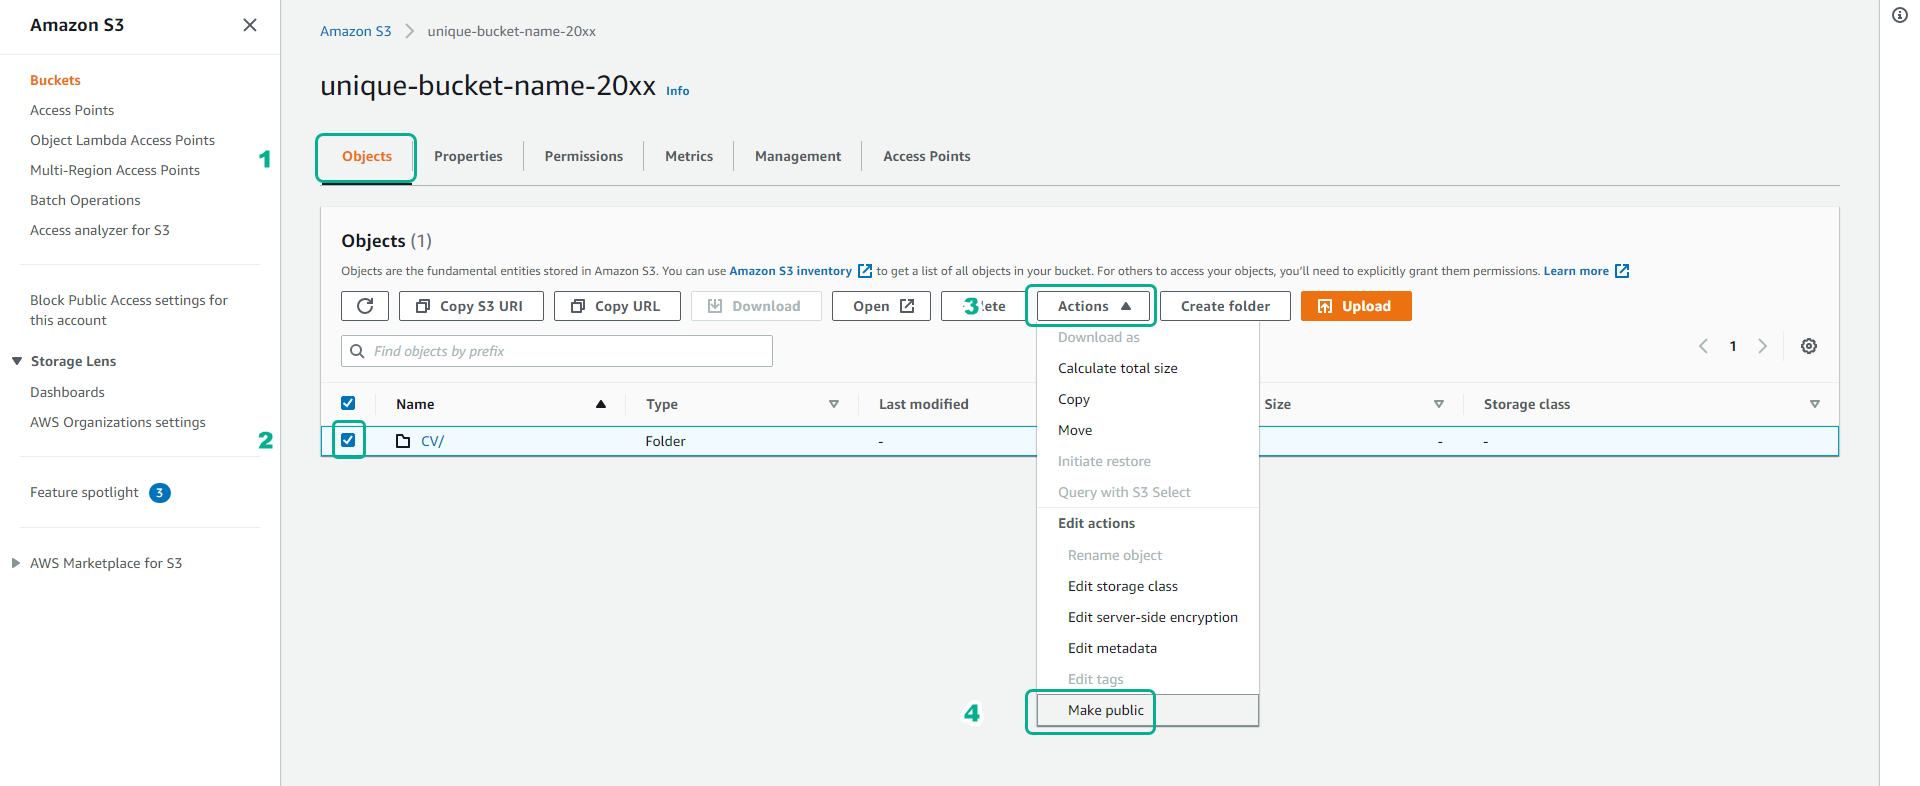 Amazon S3
Buckets
Access Points
Object Lambda Access Points
Multi-Region Access Points
Batch Operations
Access analyzer for S3
Block Public Access settings for
this account
Storage Lens
Dashboards
AWS Organizations settings
Feature spotlight 3
AWS Marketplace for S3
1
2
Amazon S3 > unique-bucket-name-20xx
unique-bucket-name-20xx Info
Objects Properties Permissions Metrics Management Access Points
Objects (1)
Objects are the fundamental entities stored in Amazon S3. You can use Amazon S3 inventory to get a list of all objects in your bucket. For others to access your objects, you'll need to explicitly grant them permissions. Learn more
Copy S3 URI Copy URL Download Open 3 Actions Create folder Upload
Find objects by prefix
1
Name Type Last modified Size Storage class
CV/ Folder - - -
Download as
Calculate total size
Copy
Move
Initiate restore
Query with S3 Select
Edit actions
Rename object
Edit storage class
Edit server-side encryption
Edit metadata
Edit tags
4 Make public